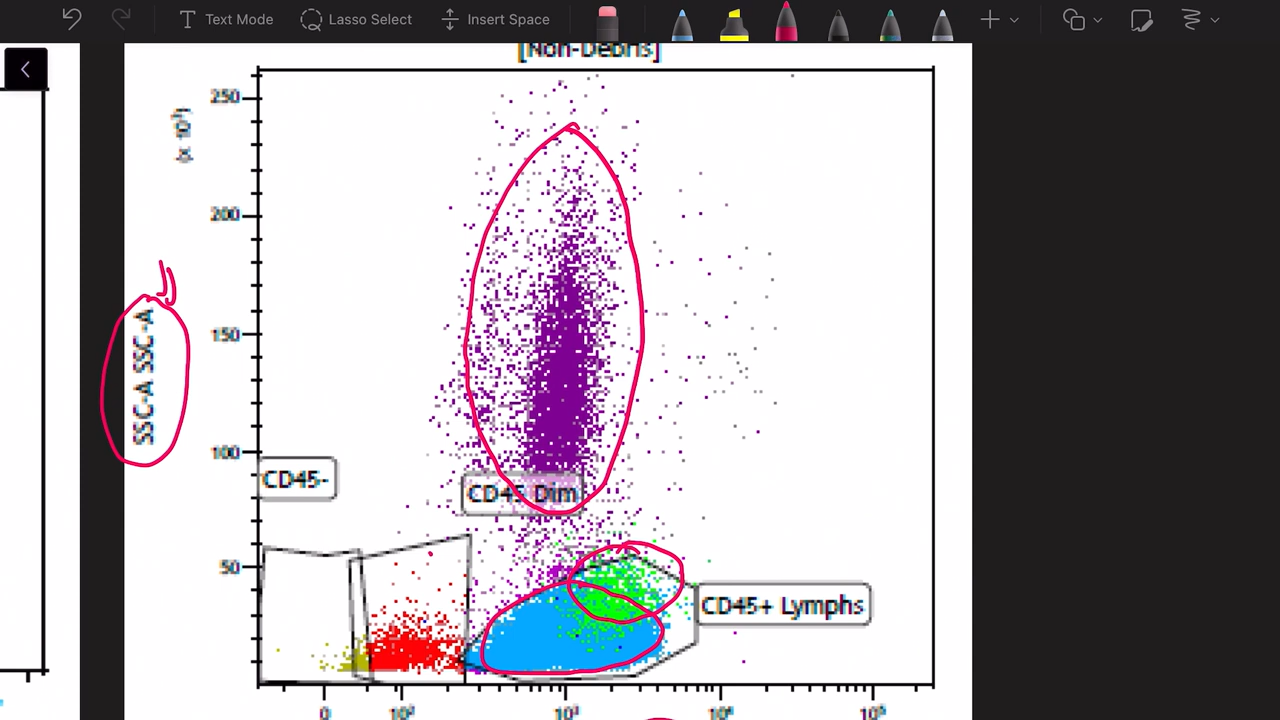 Text Mode Lasso Select Insert Space
[Non-Debris]
(x 10³)
250
200
150
100
50
SSC-A SSC-A
CD45-
CD45 Dim
CD45+ Lymphs
0 10² 10³ 10⁴ 10⁵